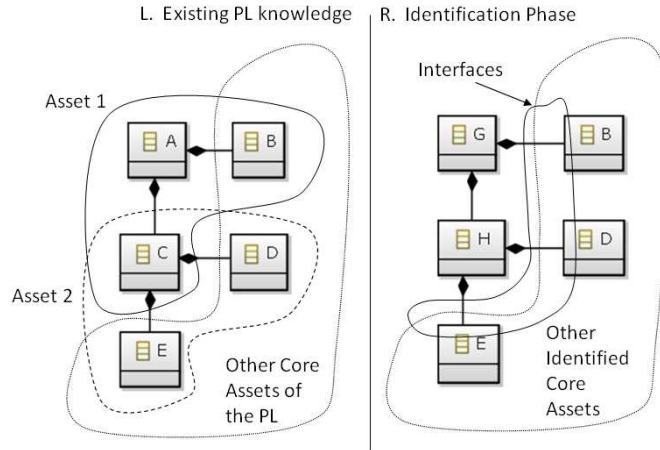 L. Existing PL knowledge
R. Identification Phase
Interfaces
Asset 1
A
B
C
D
Asset 2
E
Other Core
Assets of
the PL
G
B
H
D
E
Other
Identified
Core
Assets